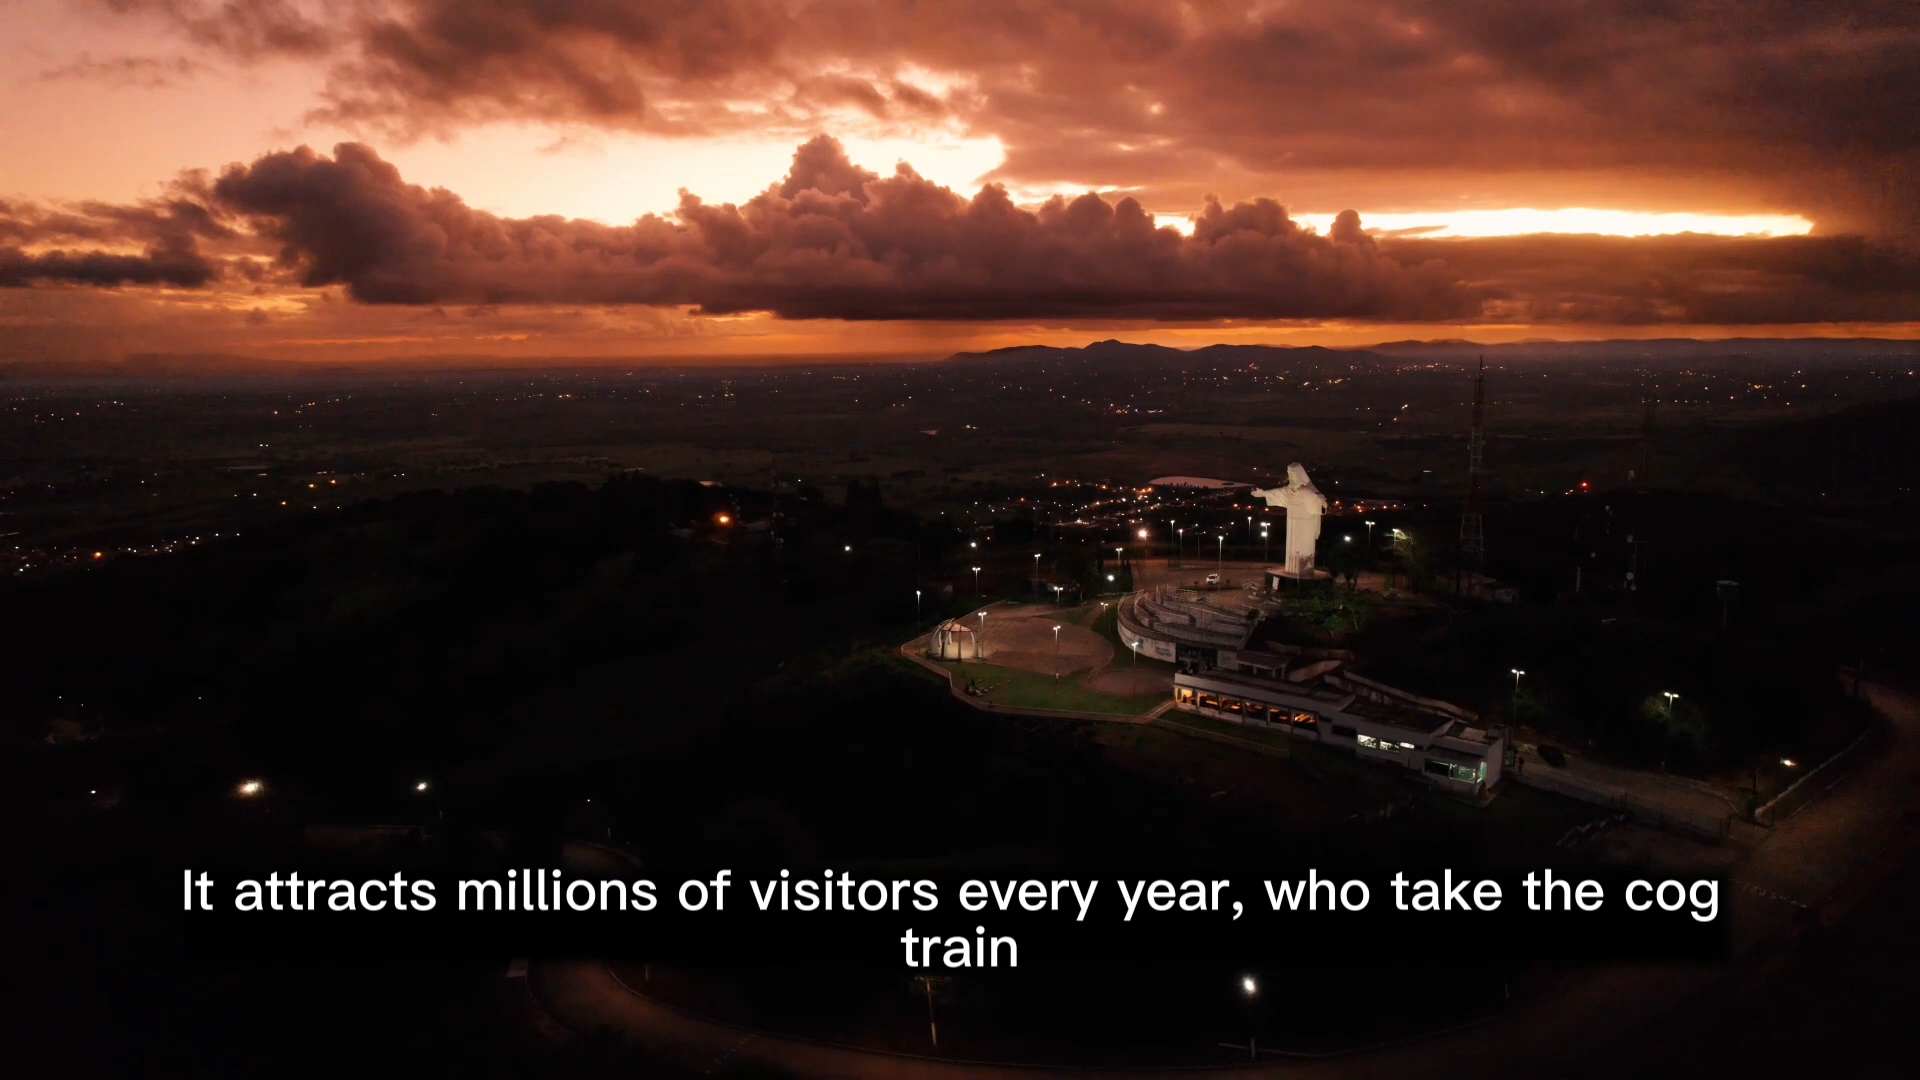 It attracts millions of visitors every year, who take the cog
train